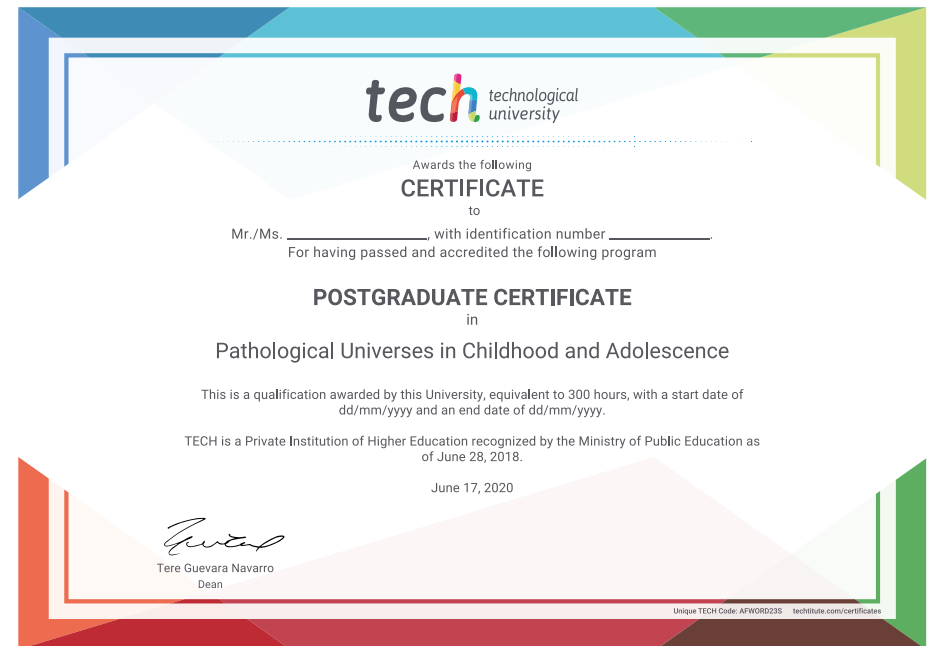 tech technological
university
Awards the following
CERTIFICATE
to
Mr./Ms. ____________________, with identification number ______________.
For having passed and accredited the following program
POSTGRADUATE CERTIFICATE
in
Pathological Universes in Childhood and Adolescence
This is a qualification awarded by this University, equivalent to 300 hours, with a start date of
dd/mm/yyyy and an end date of dd/mm/yyyy.
TECH is a Private Institution of Higher Education recognized by the Ministry of Public Education as
of June 28, 2018.
June 17, 2020
Tere Guevara Navarro
Dean
Unique TECH Code: AFWORD23S techtitute.com/certificates